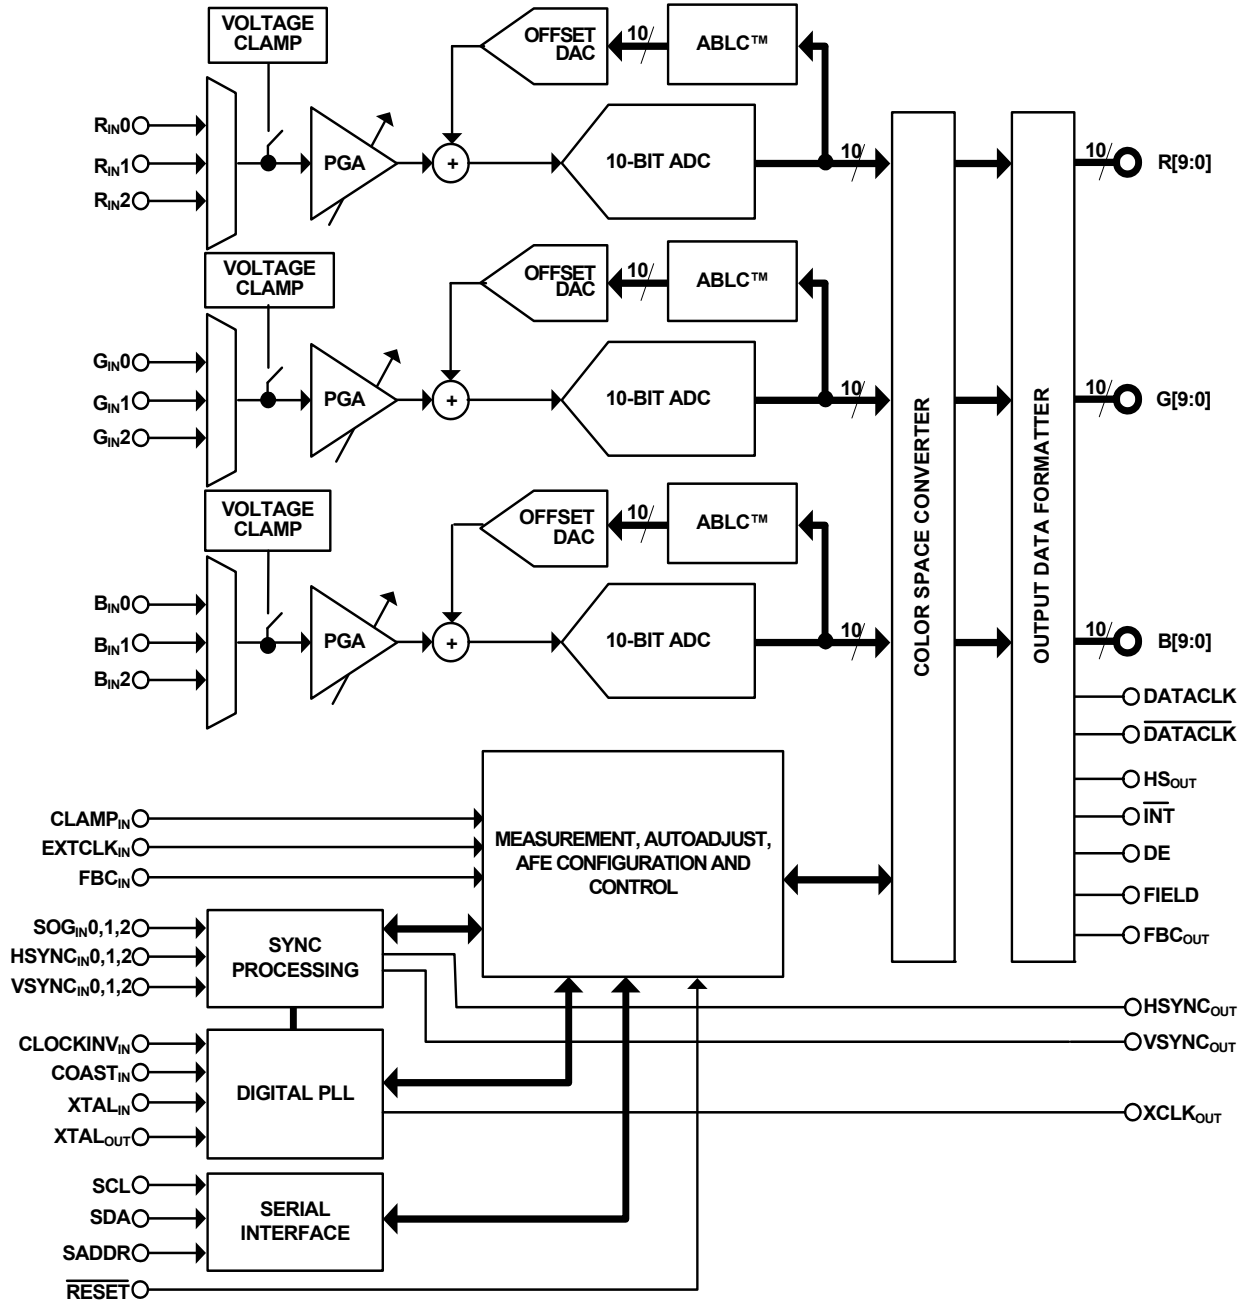 VOLTAGE
CLAMP
OFFSET
DAC
10
ABLC™
RIN0
RIN1
RIN2
PGA
+
10-BIT ADC
10
10
R[9:0]
VOLTAGE
CLAMP
OFFSET
DAC
10
ABLC™
GIN0
GIN1
GIN2
PGA
+
10-BIT ADC
10
10
G[9:0]
VOLTAGE
CLAMP
OFFSET
DAC
10
ABLC™
BIN0
BIN1
BIN2
PGA
+
10-BIT ADC
10
10
B[9:0]
COLOR SPACE CONVERTER
OUTPUT DATA FORMATTER
DATACLK
DATACLK
HSOUT
INT
DE
FIELD
FBCOUT
CLAMPIN
EXTCLKIN
FBCIN
MEASUREMENT, AUTOADJUST,
AFE CONFIGURATION AND
CONTROL
SOGIN0,1,2
HSYNCIN0,1,2
VSYNCIN0,1,2
SYNC
PROCESSING
HSYNCOUT
VSYNCOUT
CLOCKINVIN
COASTIN
XTALIN
XTALOUT
DIGITAL PLL
XCLKOUT
SCL
SDA
SADDR
SERIAL
INTERFACE
RESET